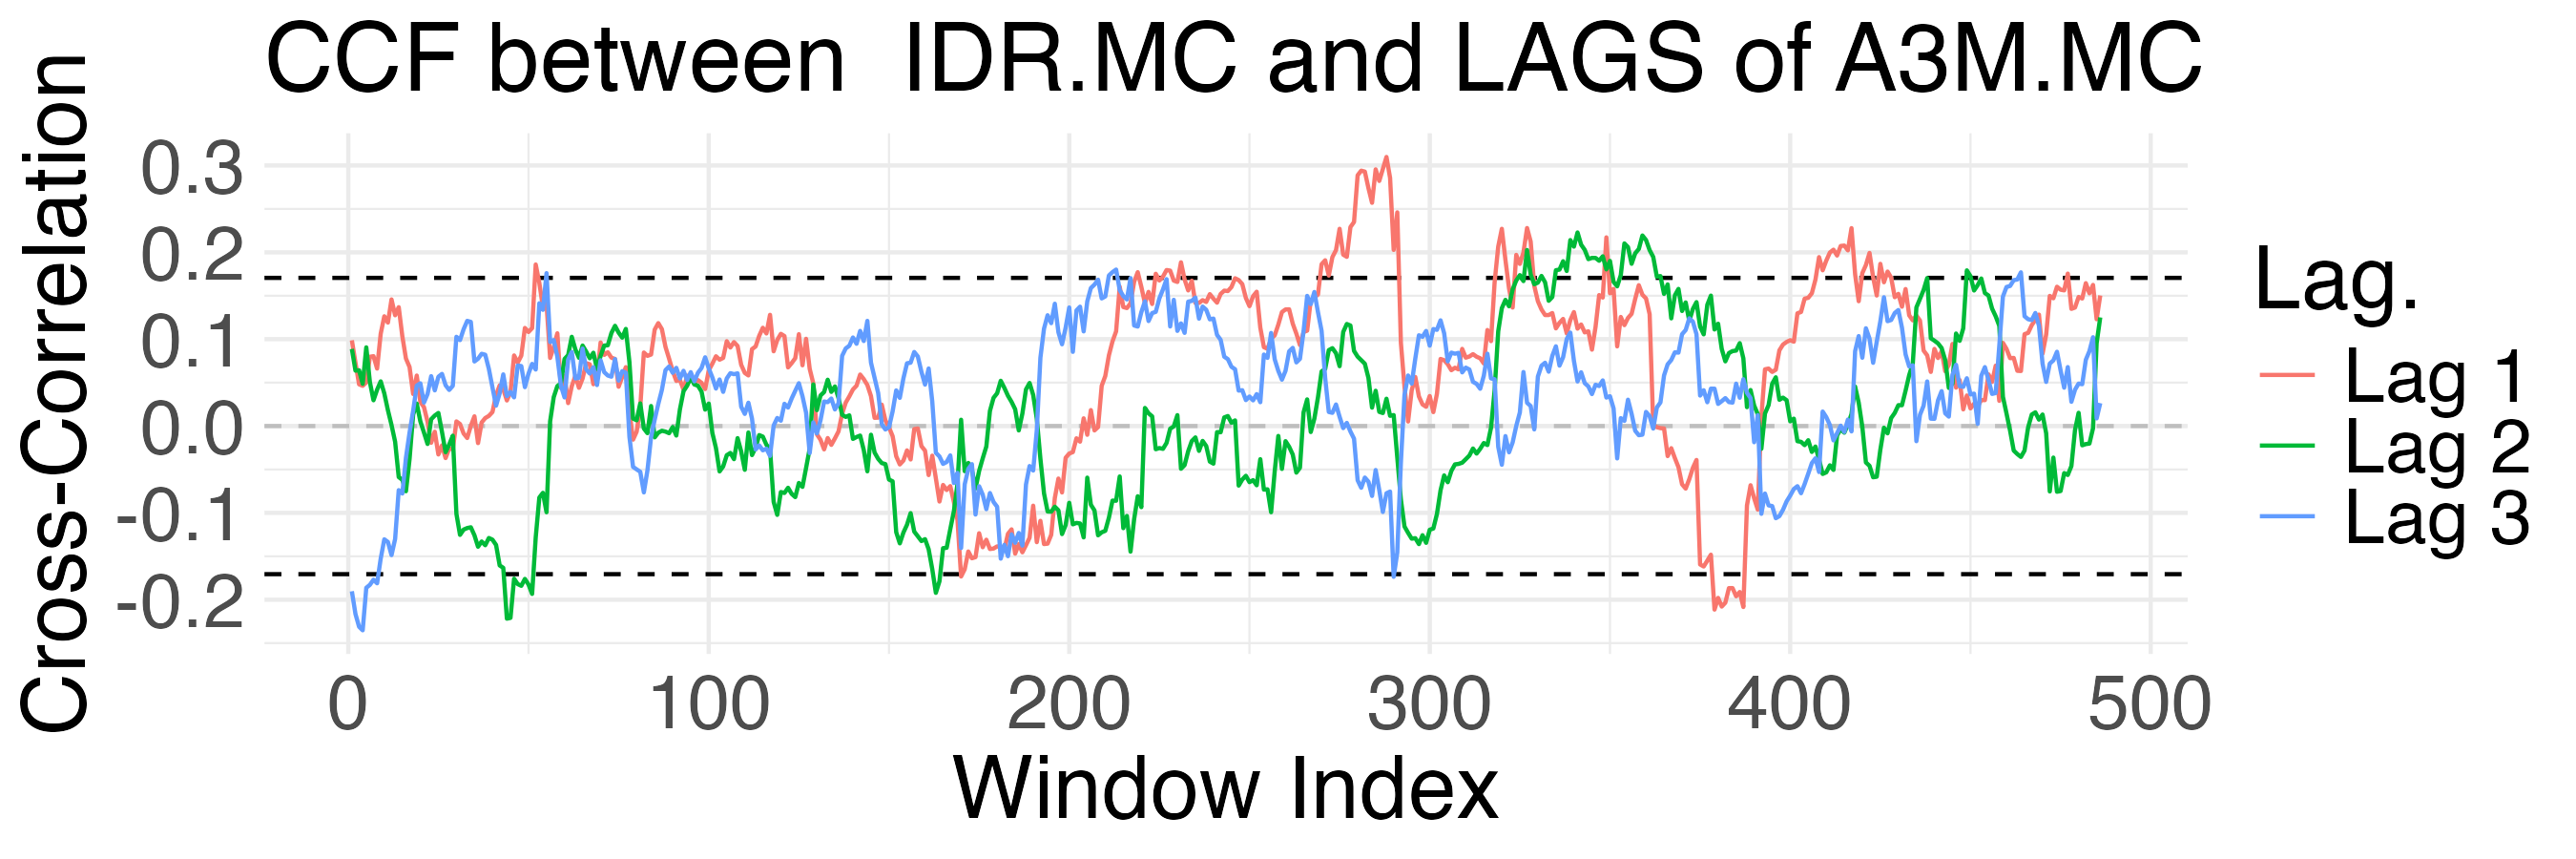 CCF between  IDR.MC and LAGS of A3M.MC
Cross-Correlation
0.3
0.2
0.1
0.0
-0.1
-0.2
0 100 200 300 400 500
Window Index
Lag.
Lag 1
Lag 2
Lag 3